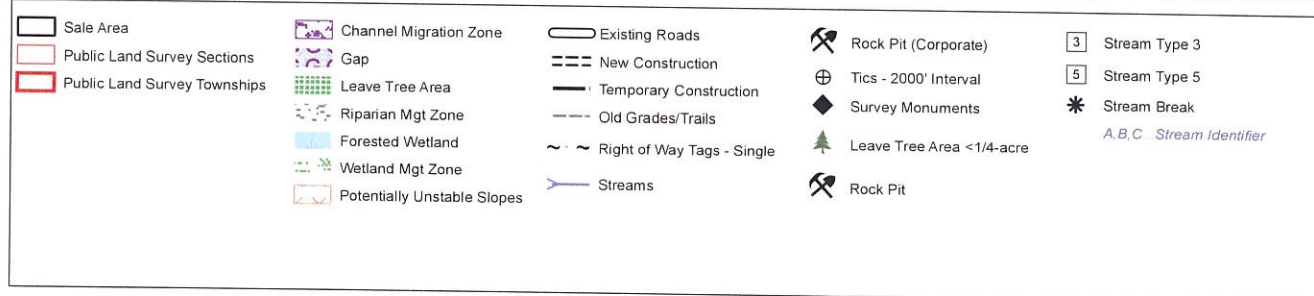 Sale Area
Public Land Survey Sections
Public Land Survey Townships
Channel Migration Zone
Gap
Leave Tree Area
Riparian Mgt Zone
Forested Wetland
Wetland Mgt Zone
Potentially Unstable Slopes
Existing Roads
New Construction
Temporary Construction
Old Grades/Trails
Right of Way Tags - Single
Streams
Rock Pit (Corporate)
Tics - 2000' Interval
Survey Monuments
Leave Tree Area <1/4-acre
Rock Pit
3 Stream Type 3
5 Stream Type 5
Stream Break
A,B,C Stream Identifier